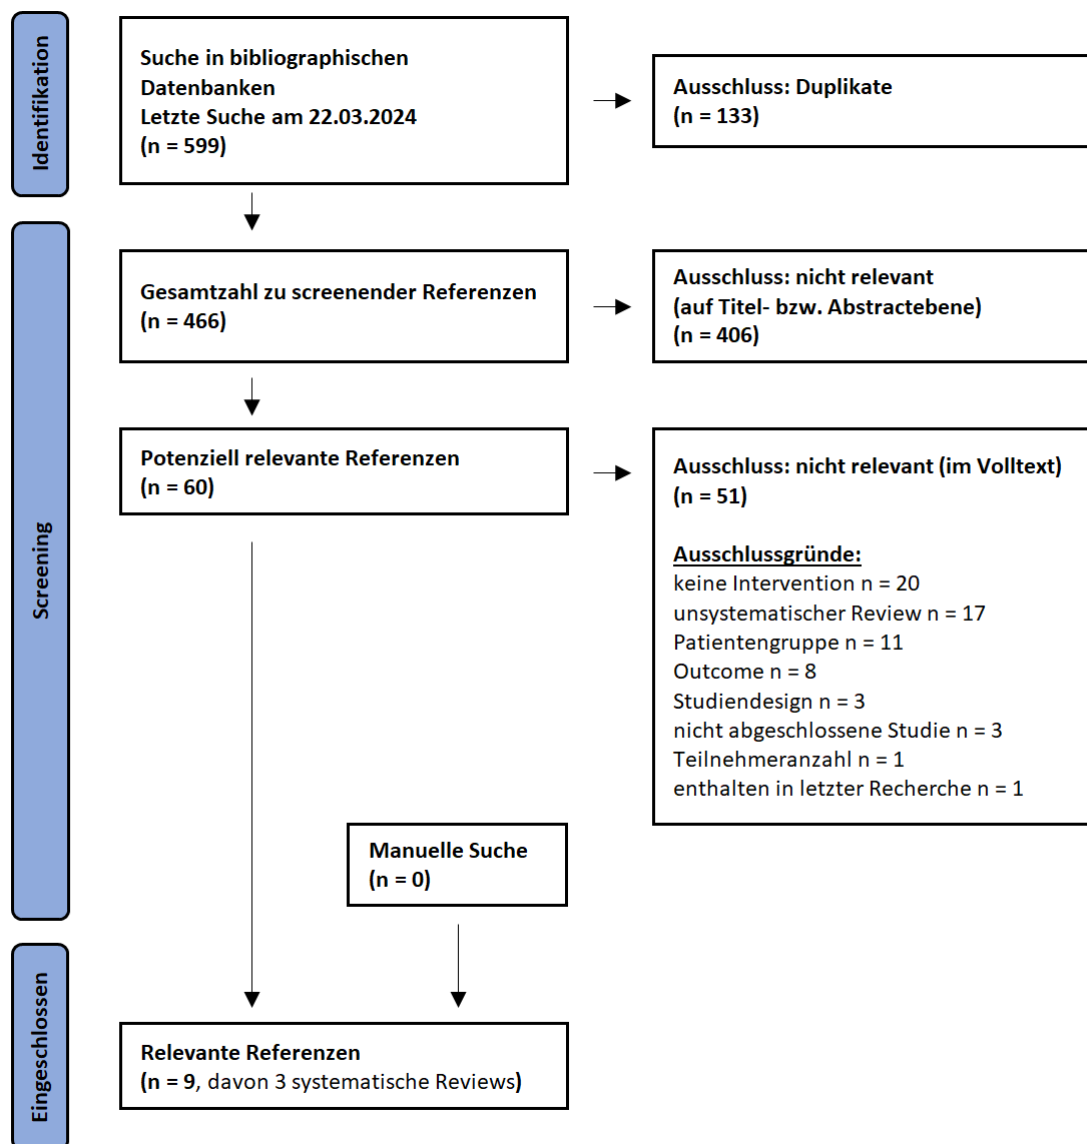 Identifikation
Suche in bibliographischen
Datenbanken
Letzte Suche am 22.03.2024
(n = 599)
Ausschluss: Duplikate
(n = 133)
Screening
Gesamtzahl zu screenender Referenzen
(n = 466)
Ausschluss: nicht relevant
(auf Titel- bzw. Abstractebene)
(n = 406)
Potenziell relevante Referenzen
(n = 60)
Ausschluss: nicht relevant (im Volltext)
(n = 51)
Ausschlussgründe:
keine Intervention n = 20
unsystematischer Review n = 17
Patientengruppe n = 11
Outcome n = 8
Studiendesign n = 3
nicht abgeschlossene Studie n = 3
Teilnehmeranzahl n = 1
enthalten in letzter Recherche n = 1
Manuelle Suche
(n = 0)
Eingeschlossen
Relevante Referenzen
(n = 9, davon 3 systematische Reviews)